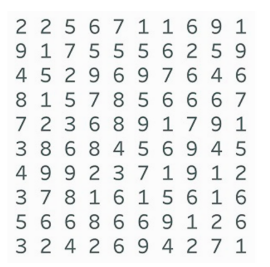 2 2 5 6 7 1 1 6 9 1
9 1 7 5 5 5 6 2 5 9
4 5 2 9 6 9 7 6 4 6
8 1 5 7 8 5 6 6 6 7
7 2 3 6 8 9 1 7 9 1
3 8 6 8 4 5 6 9 4 5
4 9 9 2 3 7 1 9 1 2
3 7 8 1 6 1 5 6 1 6
5 6 6 8 6 6 9 1 2 6
3 2 4 2 6 9 4 2 7 1